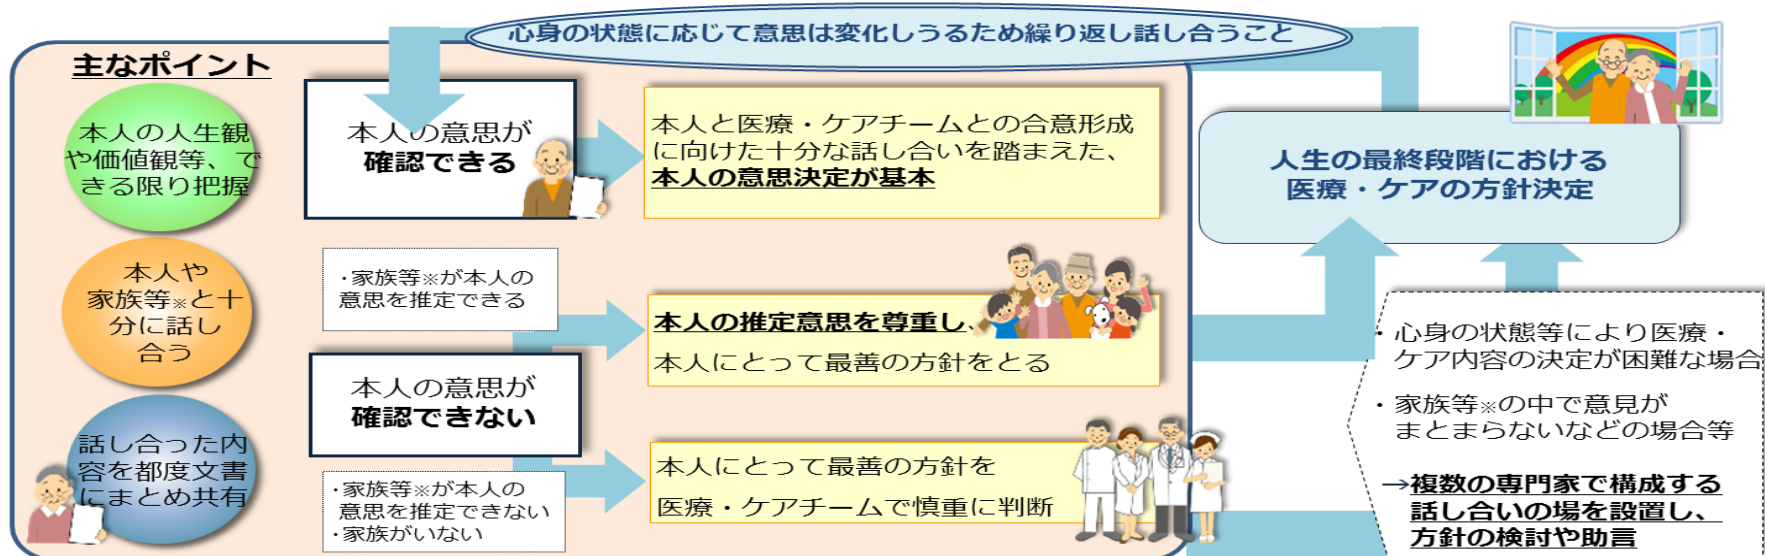 心身の状態に応じて意思は変化しうるため繰り返し話し合うこと
主なポイント
本人の人生観
や価値観等、で
きる限り把握
本人や
家族等※と十
分に話し
合う
話し合った内
容を都度文書
にまとめ共有
本人の意思が
確認できる
本人と医療・ケアチームとの合意形成
に向けた十分な話し合いを踏まえた、
本人の意思決定が基本
・家族等※が本人の
意思を推定できる
本人の推定意思を尊重し、
本人にとって最善の方針をとる
本人の意思が
確認できない
・家族等※が本人の
意思を推定できない
・家族がいない
本人にとって最善の方針を
医療・ケアチームで慎重に判断
人生の最終段階における
医療・ケアの方針決定
・心身の状態等により医療・
ケア内容の決定が困難な場合
・家族等※の中で意見が
まとまらないなどの場合等
→複数の専門家で構成する
話し合いの場を設置し、
方針の検討や助言